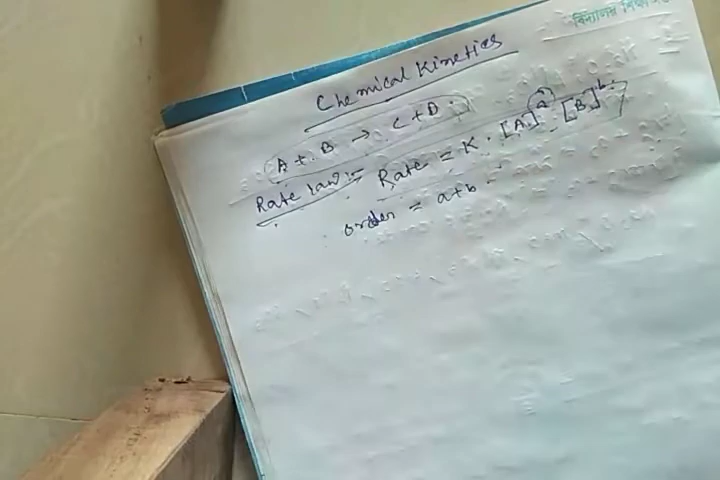 Chemical Kinetics
A + B → C + D.
Rate law:- Rate = K · [A]^a · [B]^b
order = a+b